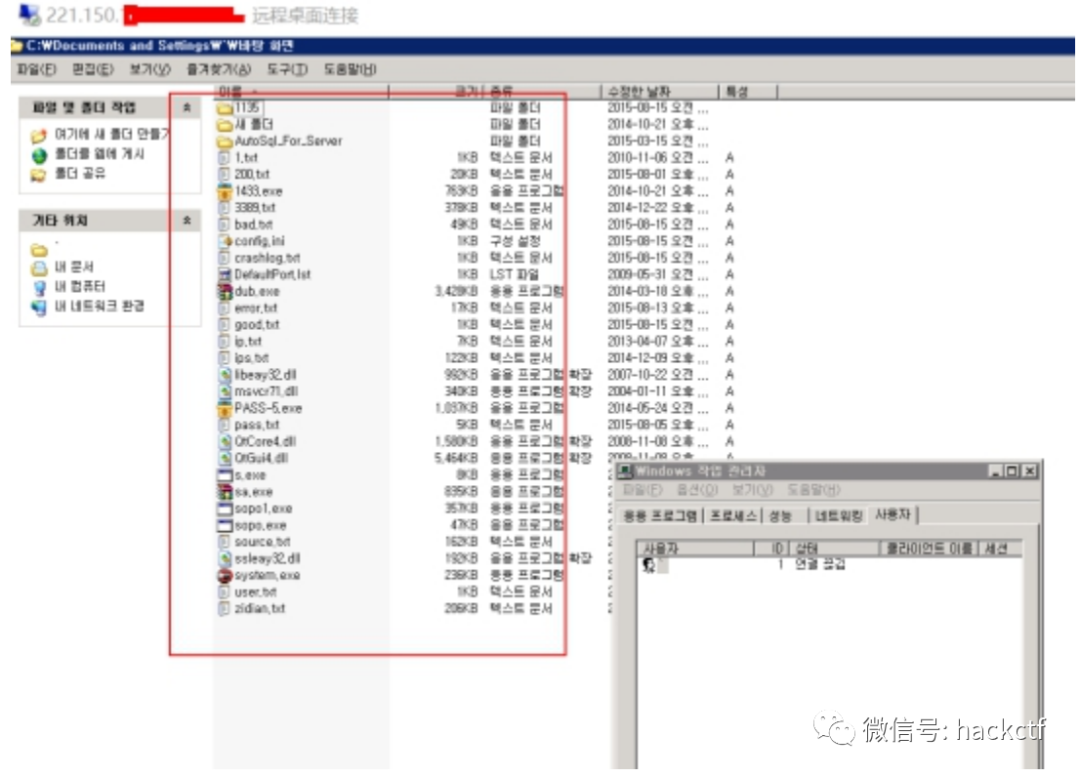 221.150. 远程桌面连接
C:₩Documents and Settings₩ ₩바탕 화면
파일(F) 편집(E) 보기(V) 즐겨찾기(A) 도구(T) 도움말(H)
이름 크기 종류 수정한 날짜 특성
파일 및 폴더 작업
여기에 새 폴더 만들기
폴더를 웹에 게시
폴더 공유
기타 위치
내 문서
내 컴퓨터
내 네트워크 환경
1135 파일 폴더 2015-08-15 오전 ...
새 폴더 파일 폴더 2014-10-21 오후 ...
AutoSql_For_Server 파일 폴더 2015-03-15 오전 ...
1.txt 1KB 텍스트 문서 2010-11-06 오전 ... A
200.txt 20KB 텍스트 문서 2015-08-01 오후 ... A
1433.exe 763KB 응용 프로그램 2014-10-21 오후 ... A
3389.txt 378KB 텍스트 문서 2014-12-22 오후 ... A
bad.txt 49KB 텍스트 문서 2015-08-15 오전 ... A
config.ini 1KB 구성 설정 2015-08-15 오전 ... A
crashlog.txt 1KB 텍스트 문서 2015-08-15 오전 ... A
DefaultPort.lst 1KB LST 파일 2009-05-31 오전 ... A
dub.exe 3,428KB 응용 프로그램 2014-03-18 오후 ... A
error.txt 17KB 텍스트 문서 2015-08-13 오후 ... A
good.txt 1KB 텍스트 문서 2015-08-15 오전 ... A
ip.txt 7KB 텍스트 문서 2013-04-07 오후 ... A
ips.txt 122KB 텍스트 문서 2014-12-09 오후 ... A
libeay32.dll 992KB 응용 프로그램 확장 2007-10-22 오전 ... A
msvcr71.dll 340KB 응용 프로그램 확장 2004-01-11 오후 ... A
PASS-5.exe 1,037KB 응용 프로그램 2014-05-24 오전 ... A
pass.txt 5KB 텍스트 문서 2015-08-05 오후 ... A
QtCore4.dll 1,580KB 응용 프로그램 확장 2008-11-08 오후 ... A
QtGui4.dll 5,464KB 응용 프로그램 확장
s.exe 8KB 응용 프로그램
sa.exe 835KB 응용 프로그램
sopo1.exe 357KB 응용 프로그램
sopo.exe 47KB 응용 프로그램
source.txt 162KB 텍스트 문서
ssleay32.dll 192KB 응용 프로그램 확장
system.exe 236KB 응용 프로그램
user.txt 1KB 텍스트 문서
zidian.txt 206KB 텍스트 문서
Windows 작업 관리자
파일(F) 옵션(O) 보기(V) 도움말(H)
응용 프로그램 프로세스 성능 네트워킹 사용자
사용자 ID 상태 클라이언트 이름 세션
1 연결 끊김
微信号: hackctf